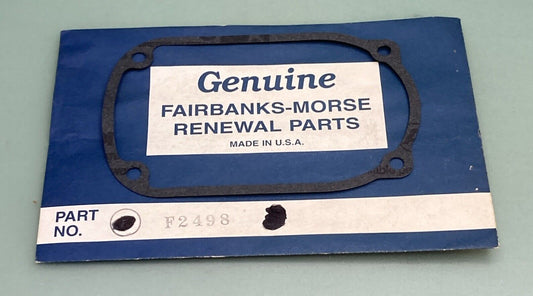 Genuine
FAIRBANKS-MORSE
RENEWAL PARTS
MADE IN U.S.A.
PART
NO.
F2498